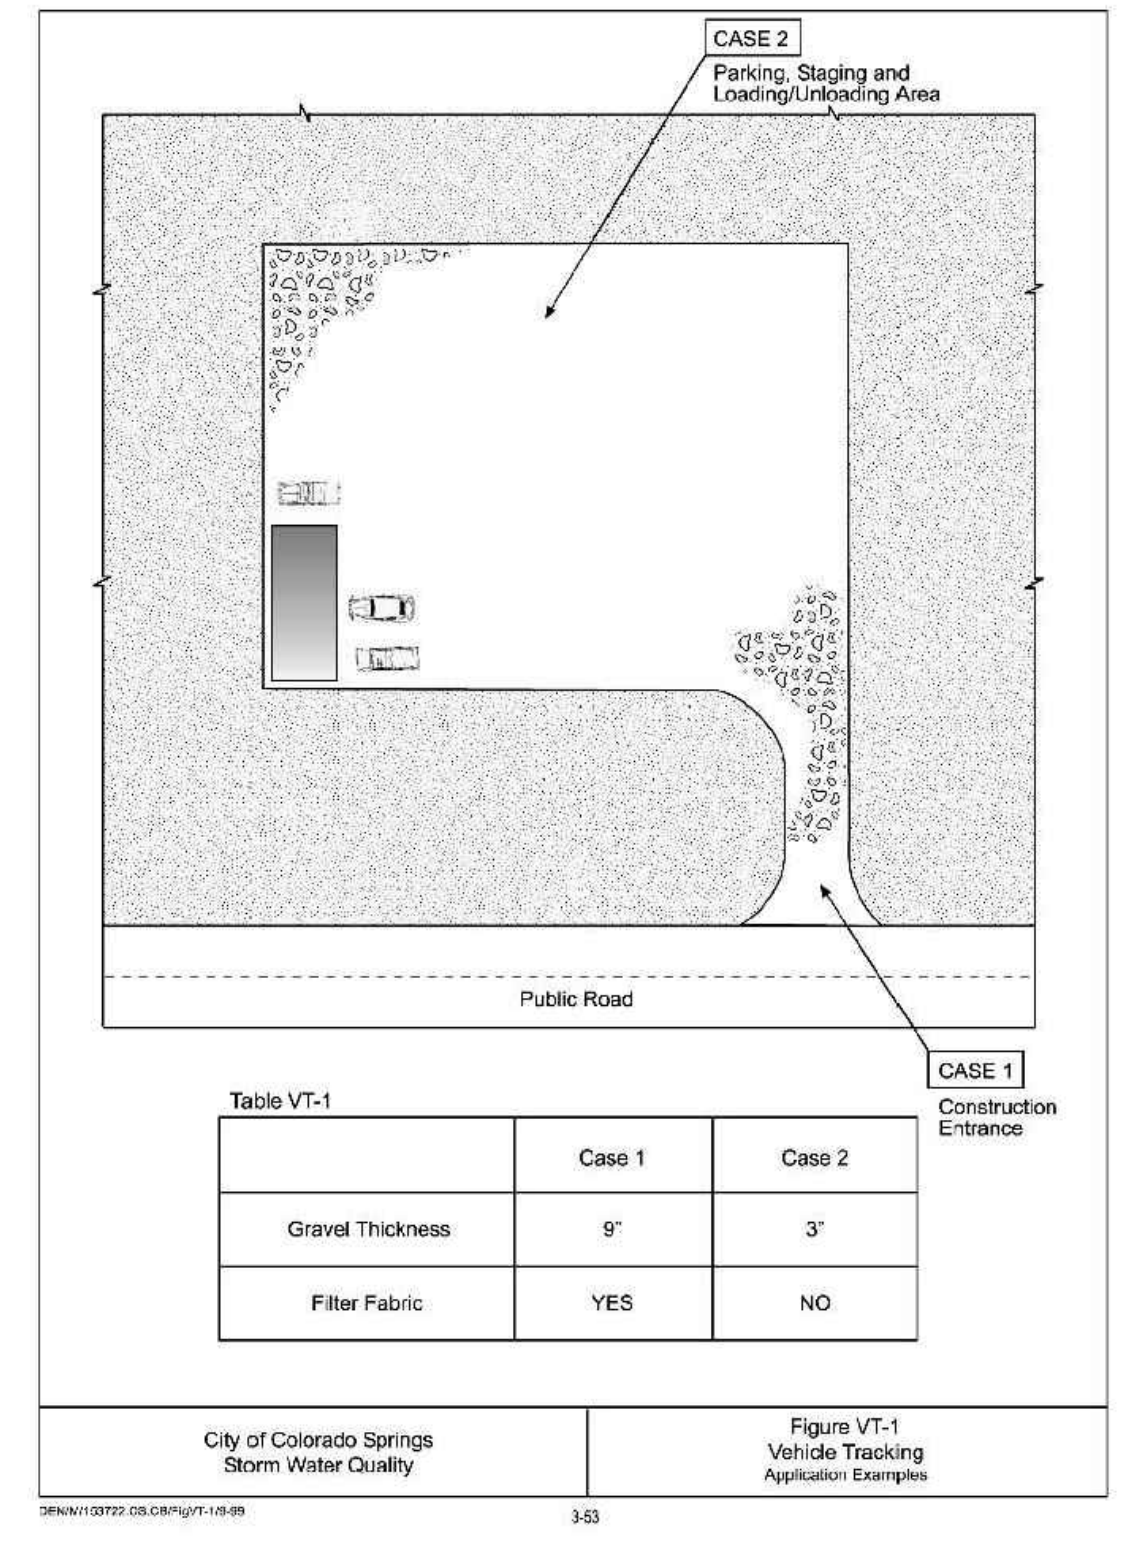 CASE 2
Parking, Staging and
Loading/Unloading Area
Public Road
CASE 1
Construction
Entrance
Table VT-1
Case 1 Case 2
Gravel Thickness 9" 3"
Filter Fabric YES NO
City of Colorado Springs
Storm Water Quality
Figure VT-1
Vehicle Tracking
Application Examples
3-53